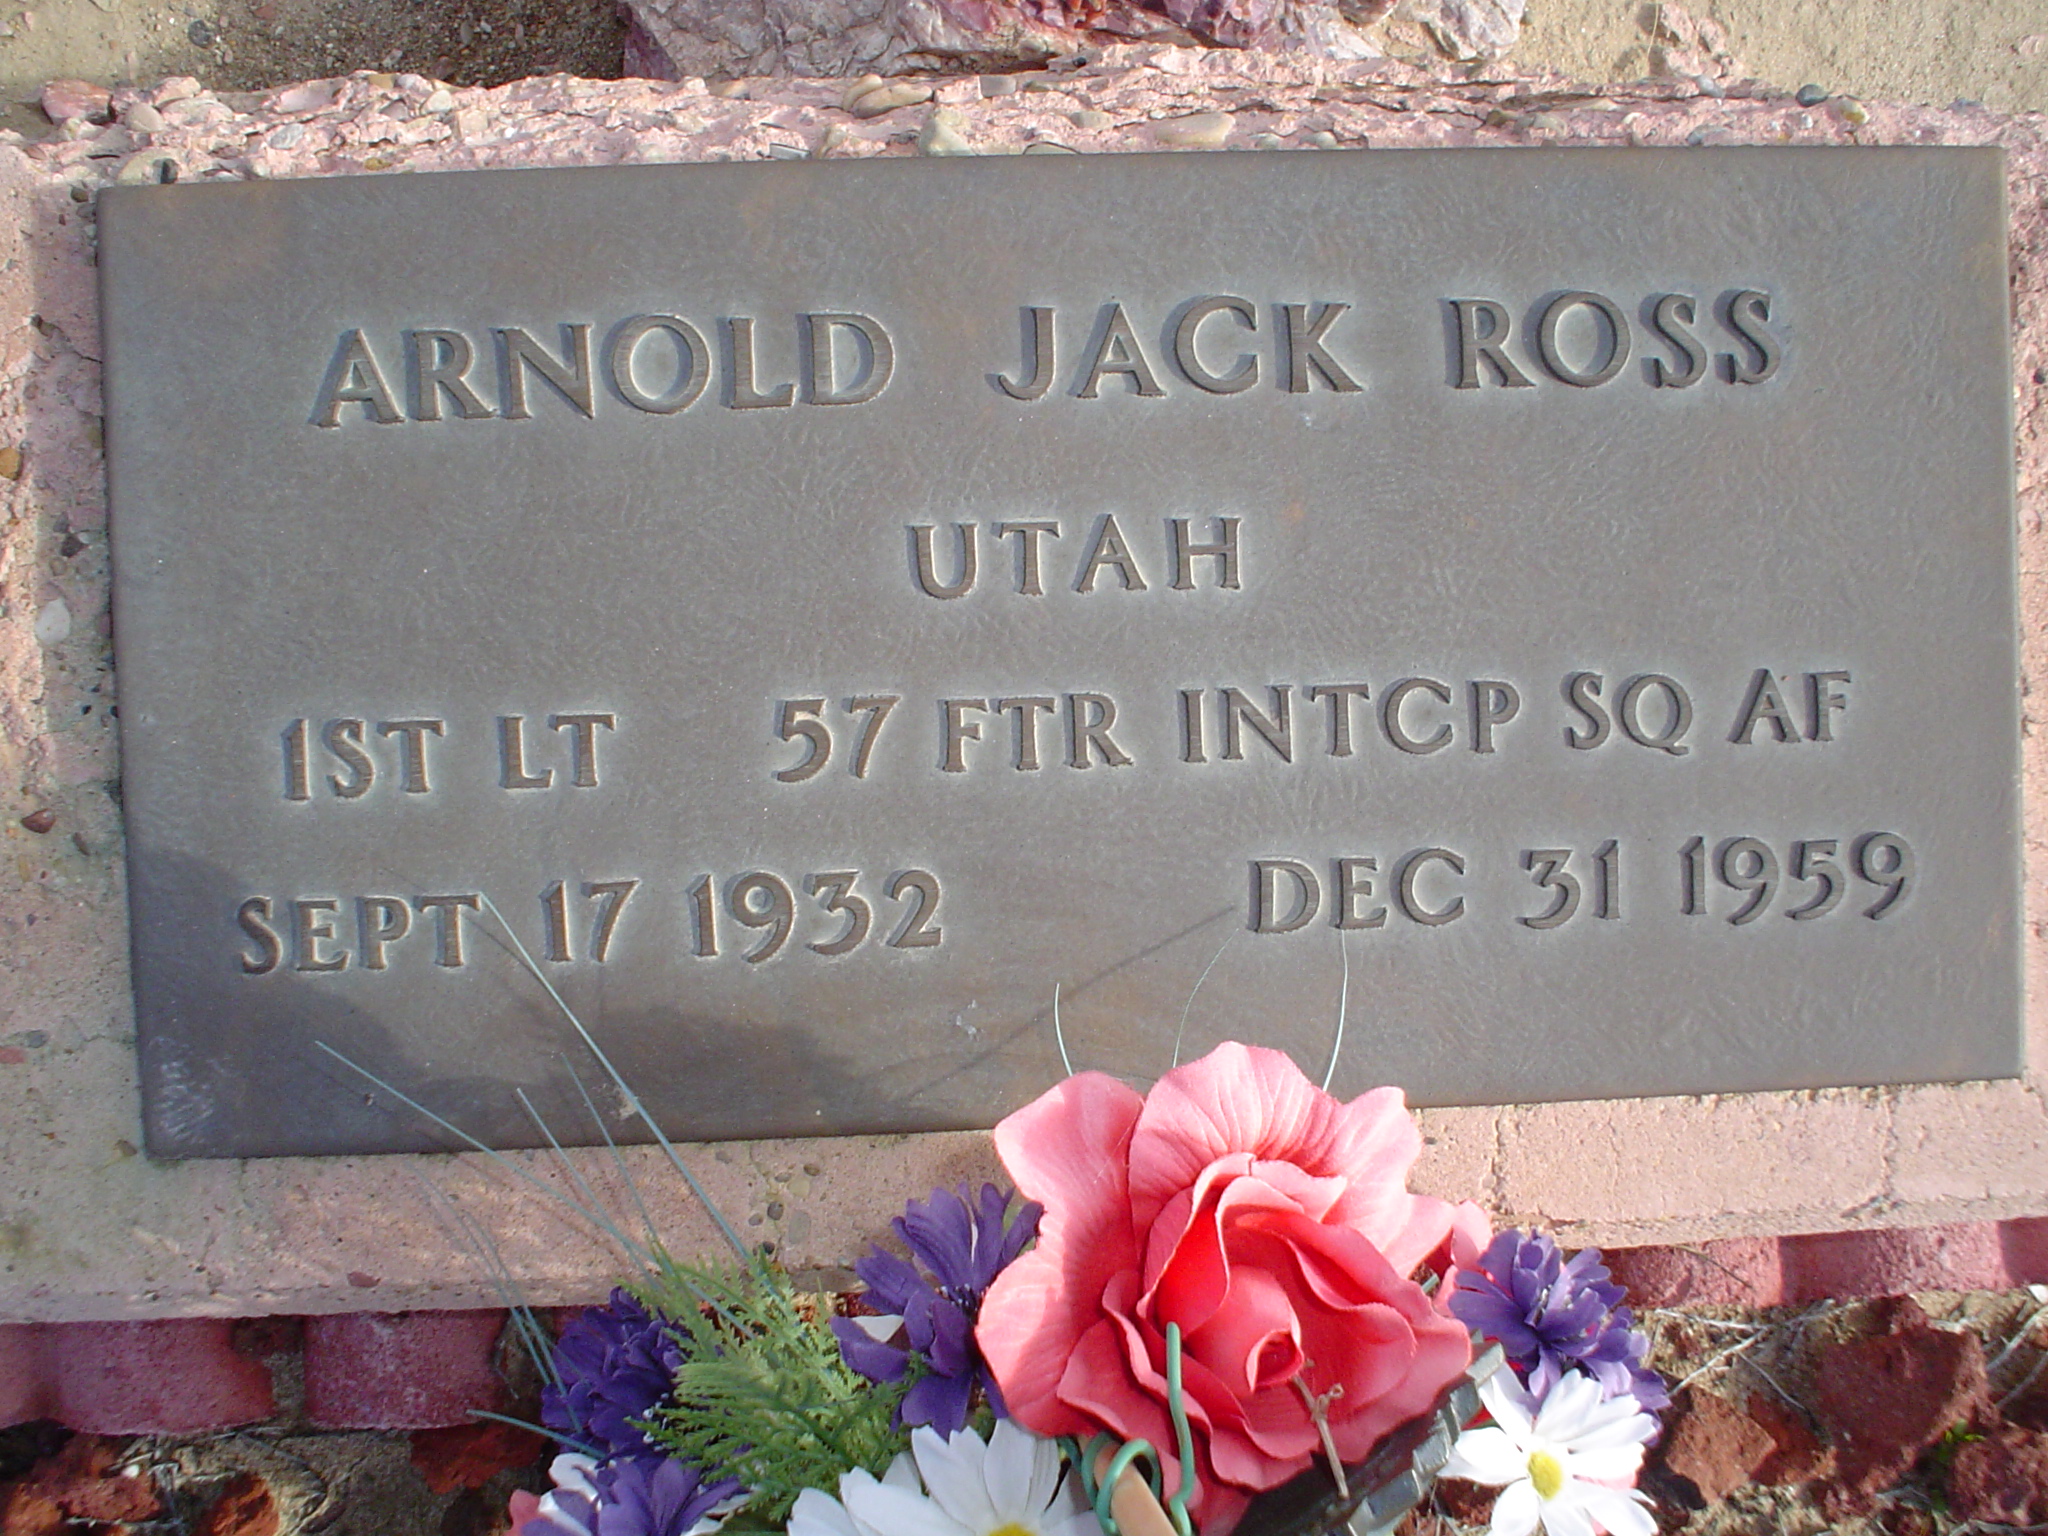 ARNOLD JACK ROSS
UTAH
1ST LT 57 FTR INTCP SQ AF
SEPT 17 1932 DEC 31 1959